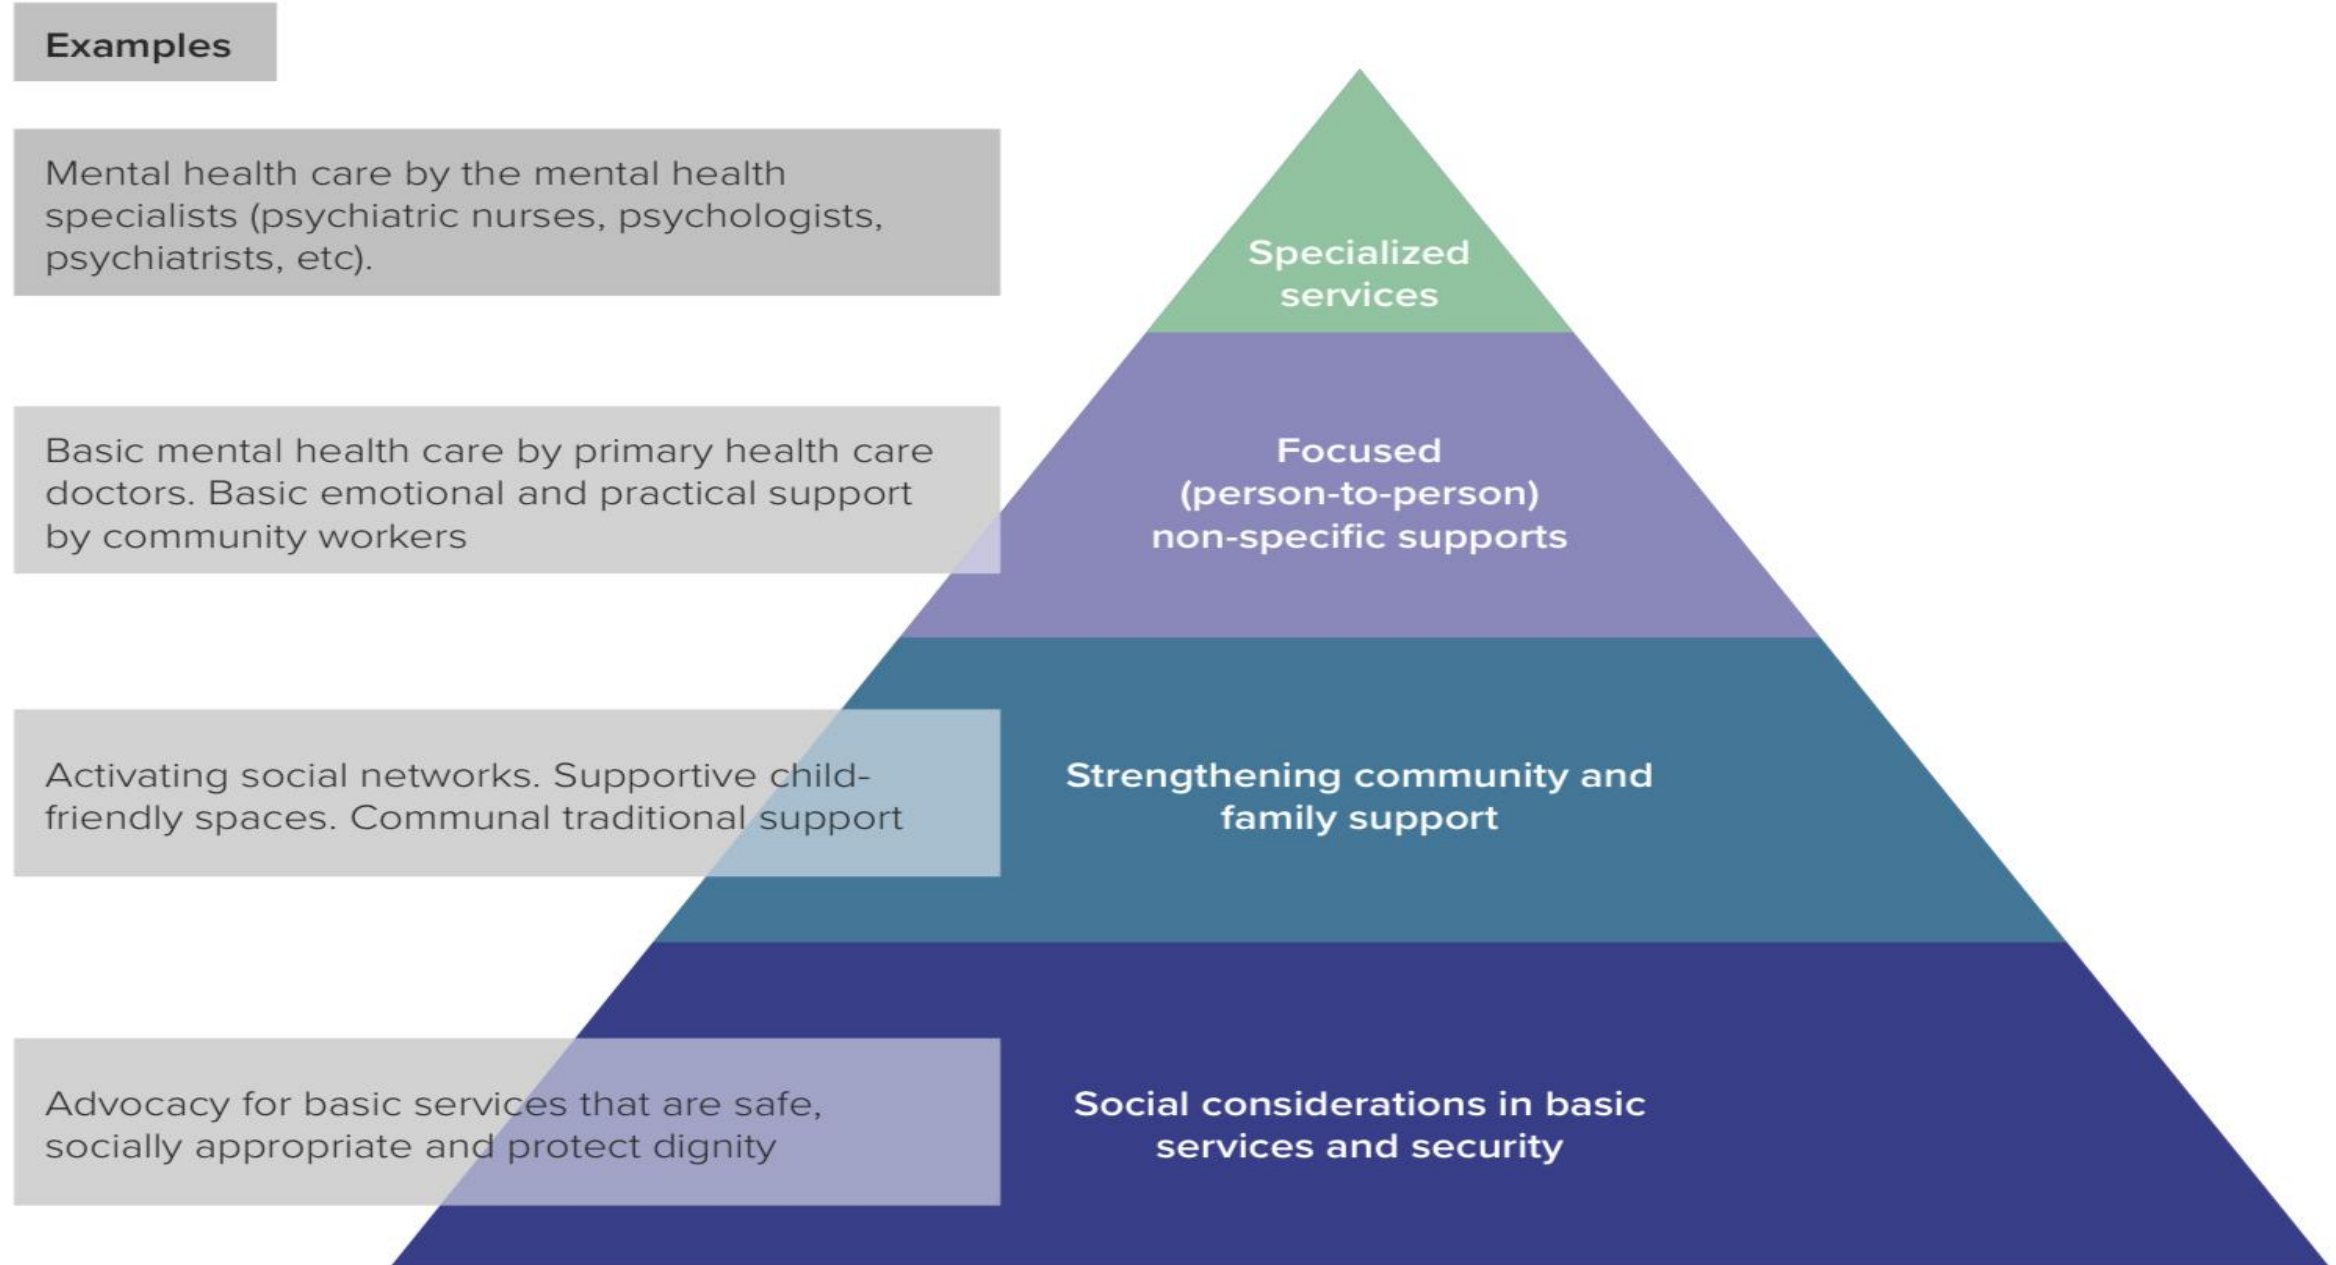 Examples
Mental health care by the mental health
specialists (psychiatric nurses, psychologists,
psychiatrists, etc).
Specialized
services
Basic mental health care by primary health care
doctors. Basic emotional and practical support
by community workers
Focused
(person-to-person)
non-specific supports
Activating social networks. Supportive child-
friendly spaces. Communal traditional support
Strengthening community and
family support
Advocacy for basic services that are safe,
socially appropriate and protect dignity
Social considerations in basic
services and security